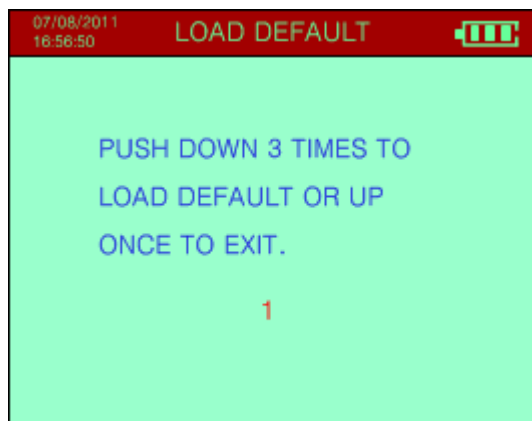 07/08/2011
16:56:50
LOAD DEFAULT
PUSH DOWN 3 TIMES TO
LOAD DEFAULT OR UP
ONCE TO EXIT.
1